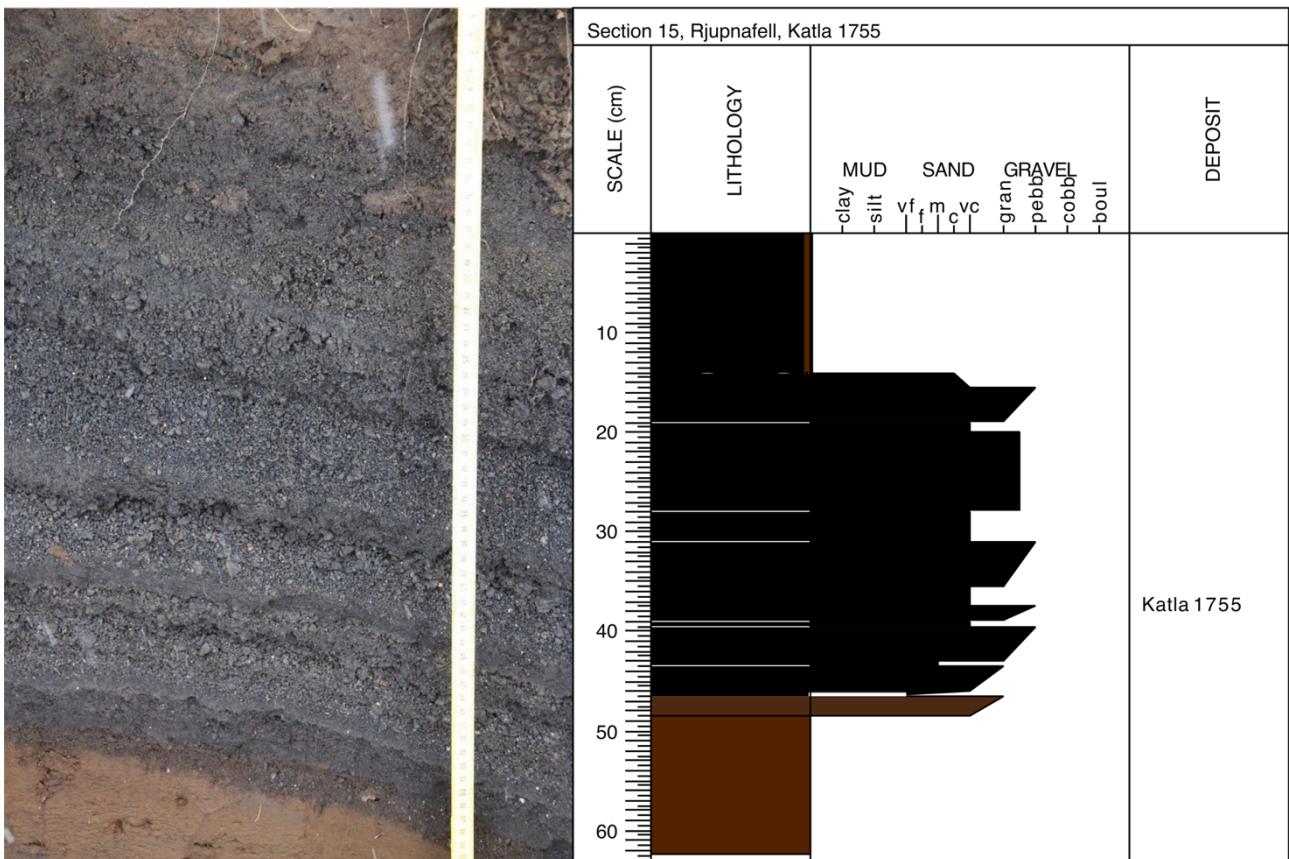 Section 15, Rjupnafell, Katla 1755
SCALE (cm)
LITHOLOGY
MUD SAND GRAVEL
clay silt vf f m c vc gran pebb cobb boul
DEPOSIT
10
20
30
40
50
60
Katla 1755